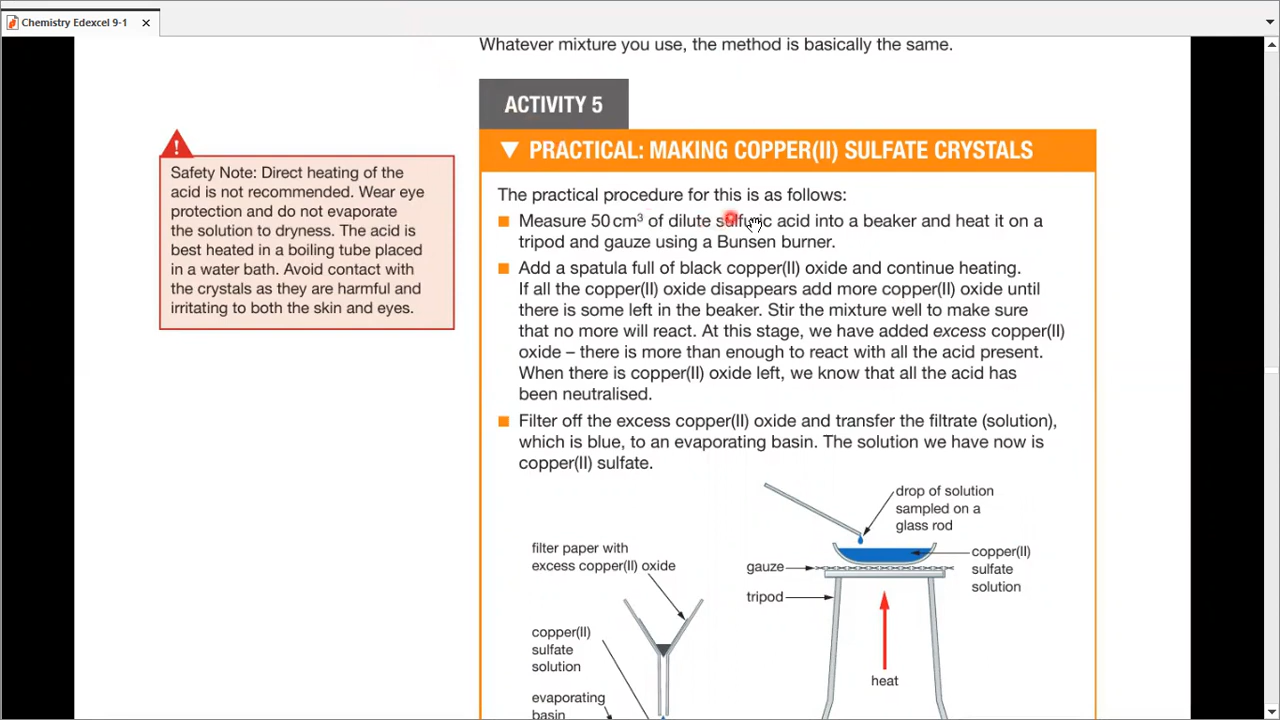 Chemistry Edexcel 9-1
Whatever mixture you use, the method is basically the same.
ACTIVITY 5
PRACTICAL: MAKING COPPER(II) SULFATE CRYSTALS
! 
Safety Note: Direct heating of the
acid is not recommended. Wear eye
protection and do not evaporate
the solution to dryness. The acid is
best heated in a boiling tube placed
in a water bath. Avoid contact with
the crystals as they are harmful and
irritating to both the skin and eyes.
The practical procedure for this is as follows:
Measure 50 cm³ of dilute sulfuric acid into a beaker and heat it on a
tripod and gauze using a Bunsen burner.
Add a spatula full of black copper(II) oxide and continue heating.
If all the copper(II) oxide disappears add more copper(II) oxide until
there is some left in the beaker. Stir the mixture well to make sure
that no more will react. At this stage, we have added excess copper(II)
oxide – there is more than enough to react with all the acid present.
When there is copper(II) oxide left, we know that all the acid has
been neutralised.
Filter off the excess copper(II) oxide and transfer the filtrate (solution),
which is blue, to an evaporating basin. The solution we have now is
copper(II) sulfate.
filter paper with
excess copper(II) oxide
copper(II)
sulfate
solution
evaporating
basin
drop of solution
sampled on a
glass rod
gauze
tripod
copper(II)
sulfate
solution
heat